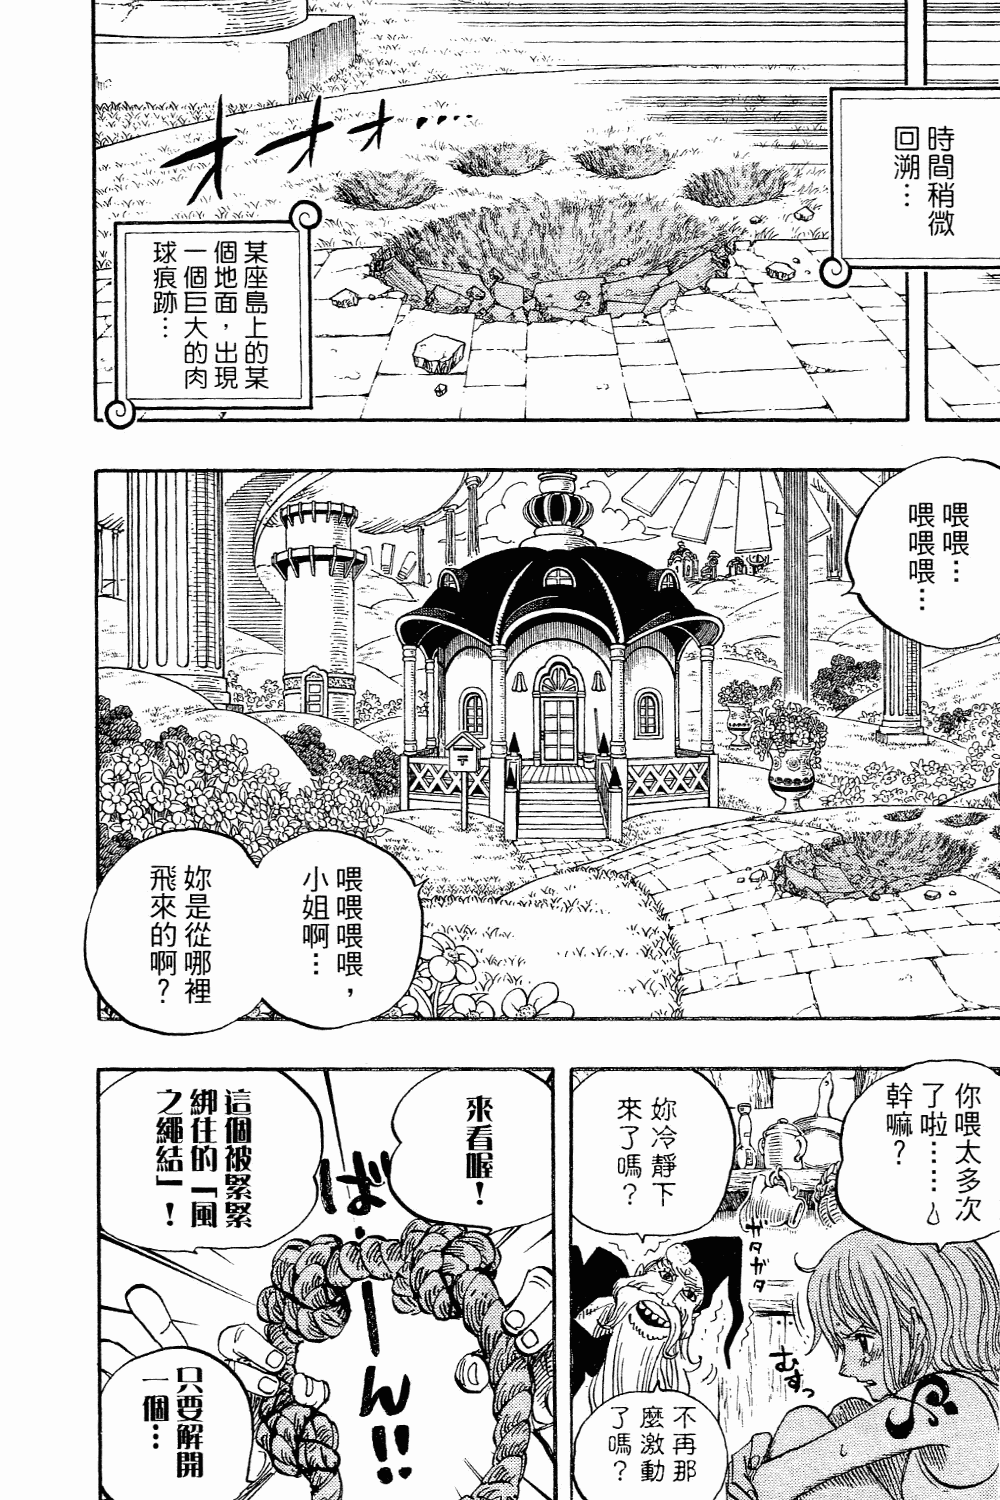 時間稍微
回溯…
オオオ‥‥
某座島上的某
個地面，出現
一個巨大的肉
球痕跡…
喂喂…
喂喂喂…
喂喂喂喂，
小姐啊…
妳是從哪裡
飛來的啊？
你喂太多次
了啦……
幹嘛？
妳冷靜下
來了嗎？
ガタガタ
むすっ
不再那
麼激動
了嗎？
來看喔！
這個被緊緊
綁住的「風
之繩結」！
ばーん!!
只要解開
一個…